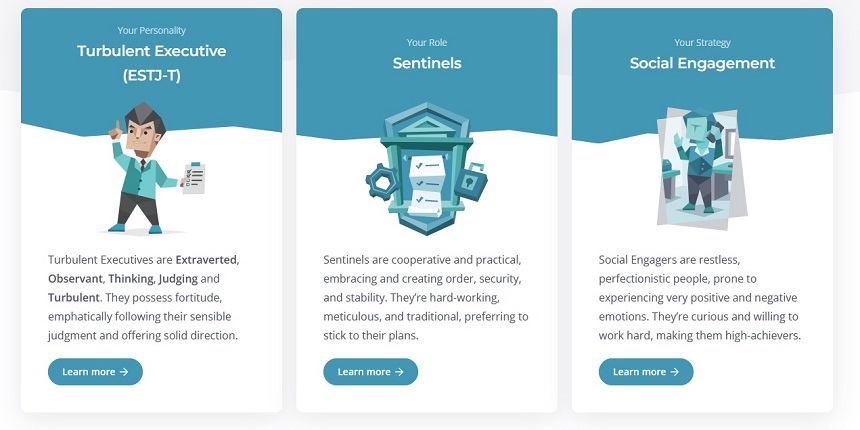 Your Personality
Turbulent Executive
(ESTJ-T)
Turbulent Executives are Extraverted,
Observant, Thinking, Judging and
Turbulent. They possess fortitude,
emphatically following their sensible
judgment and offering solid direction.
Learn more →
Your Role
Sentinels
Sentinels are cooperative and practical,
embracing and creating order, security,
and stability. They’re hard-working,
meticulous, and traditional, preferring to
stick to their plans.
Learn more →
Your Strategy
Social Engagement
Social Engagers are restless,
perfectionistic people, prone to
experiencing very positive and negative
emotions. They’re curious and willing to
work hard, making them high-achievers.
Learn more →